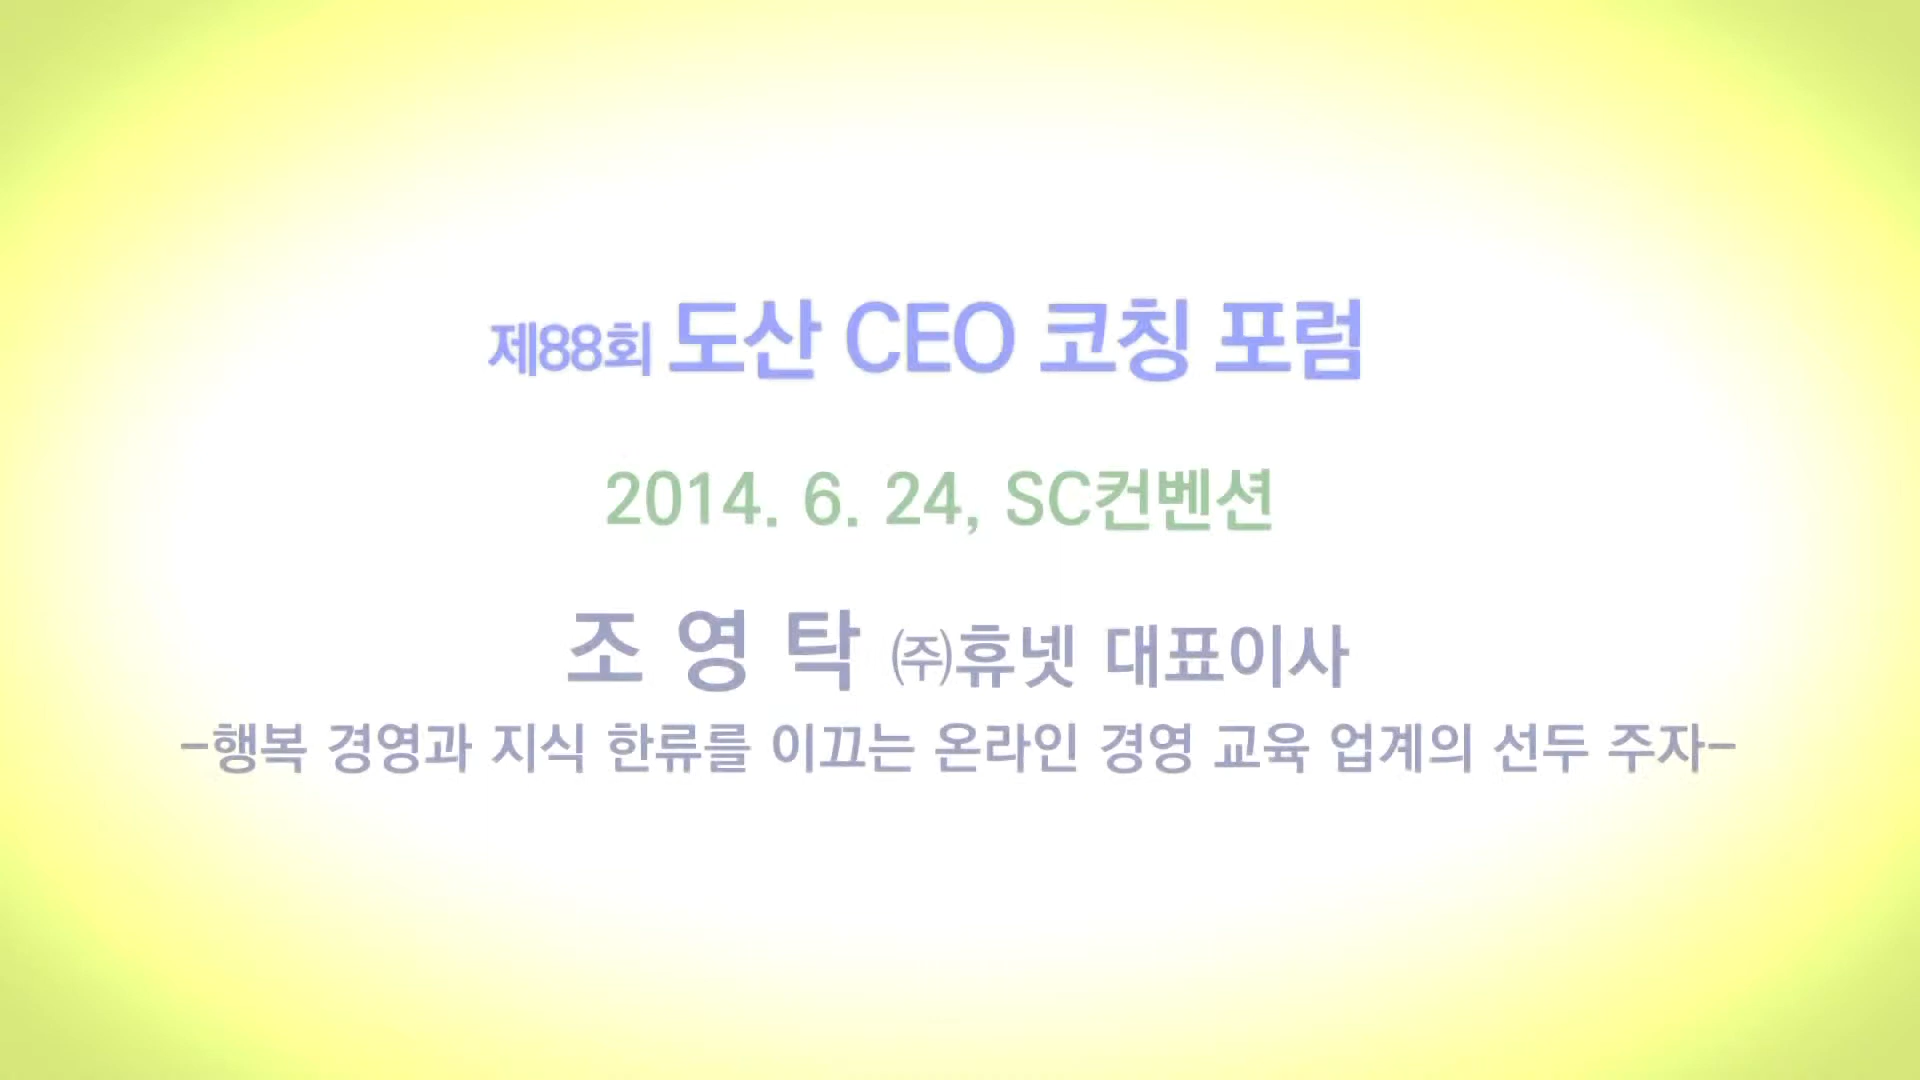 제88회 도산 CEO 코칭 포럼
2014. 6. 24, SC컨벤션
조 영 탁 ㈜휴넷 대표이사
-행복 경영과 지식 한류를 이끄는 온라인 경영 교육 업계의 선두 주자-